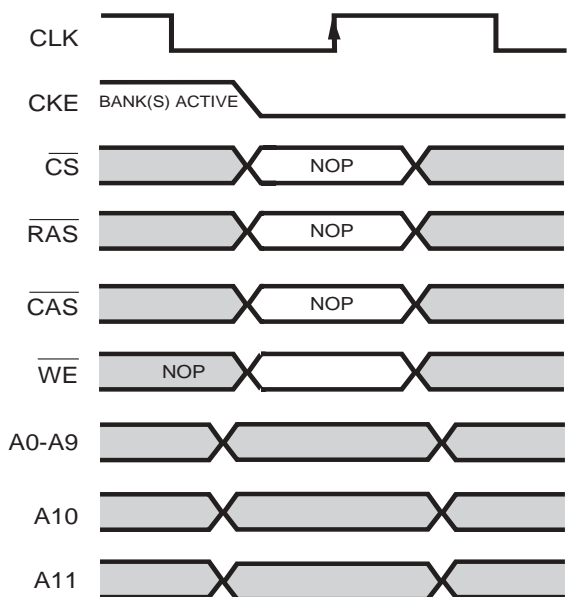 CLK
CKE BANK(S) ACTIVE
CS NOP
RAS NOP
CAS NOP
WE NOP
A0-A9
A10
A11